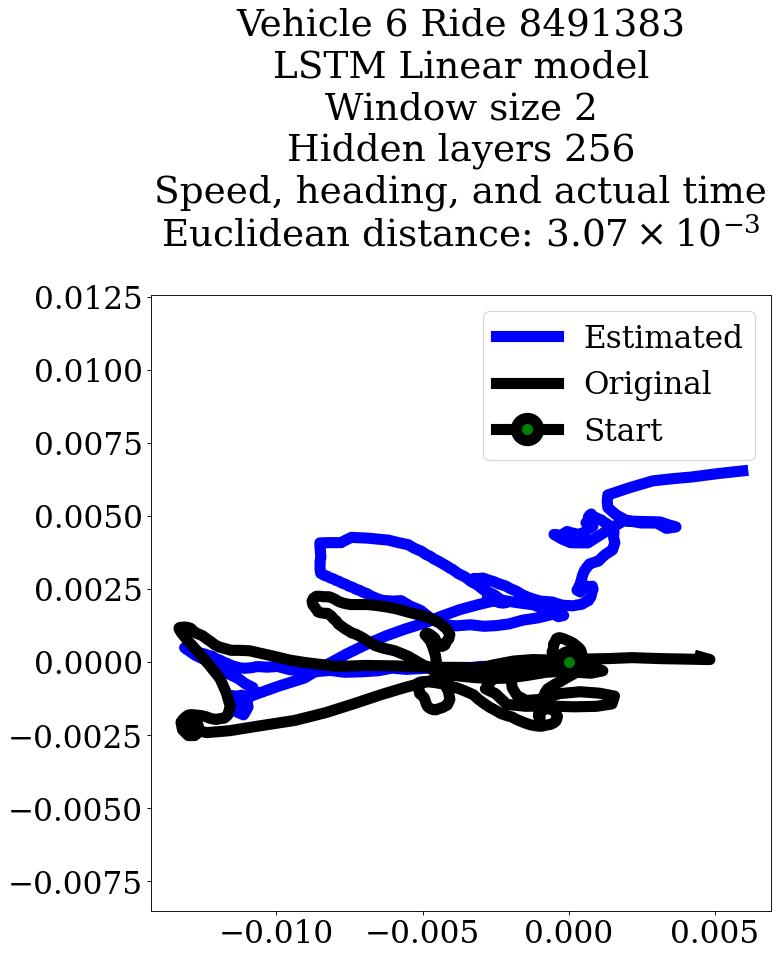 Vehicle 6 Ride 8491383
LSTM Linear model
Window size 2
Hidden layers 256
Speed, heading, and actual time
Euclidean distance: 3.07 × 10⁻³
0.0125
0.0100
0.0075
0.0050
0.0025
0.0000
−0.0025
−0.0050
−0.0075
Estimated
Original
Start
−0.010 −0.005 0.000 0.005